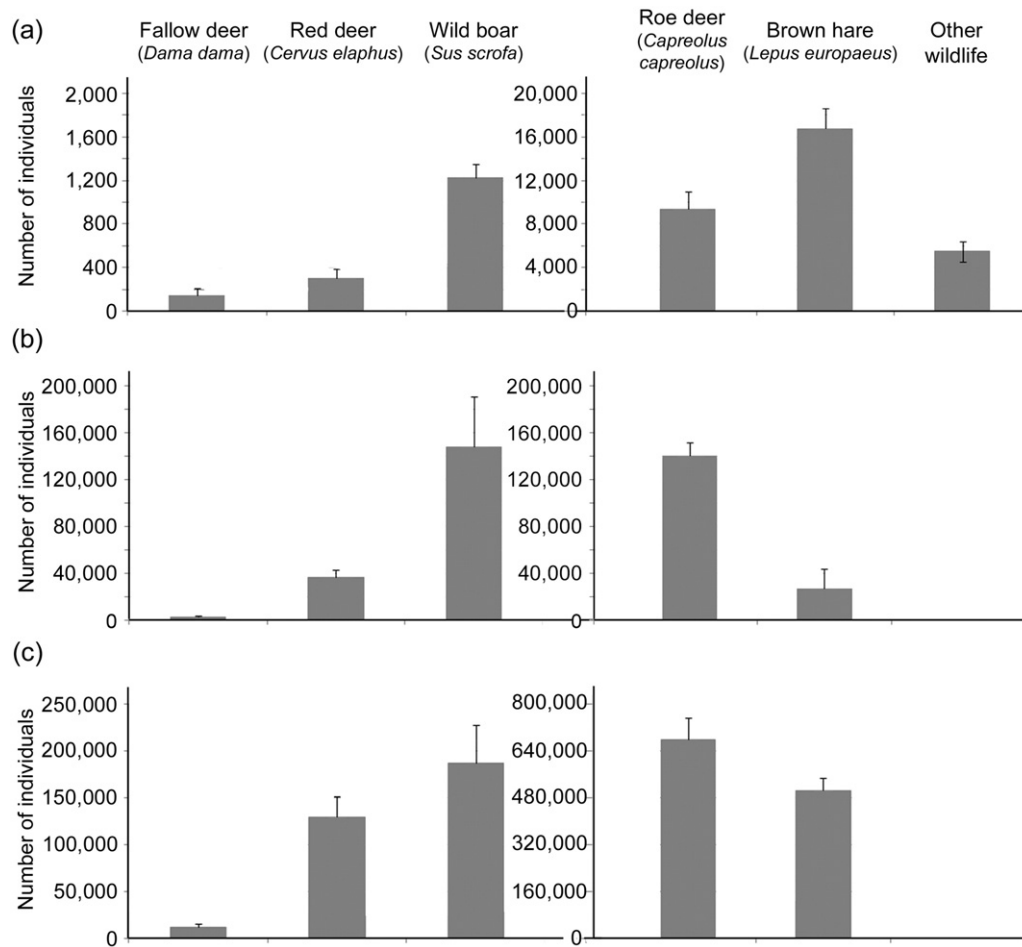 (a)
Fallow deer
(Dama dama)
Red deer
(Cervus elaphus)
Wild boar
(Sus scrofa)
Roe deer
(Capreolus
capreolus)
Brown hare
(Lepus europaeus)
Other
wildlife
Number of individuals
2,000
1,600
1,200
800
400
0
20,000
16,000
12,000
8,000
4,000
0
(b)
Number of individuals
200,000
160,000
120,000
80,000
40,000
0
200,000
160,000
120,000
80,000
40,000
0
(c)
Number of individuals
250,000
200,000
150,000
100,000
50,000
0
800,000
640,000
480,000
320,000
160,000
0